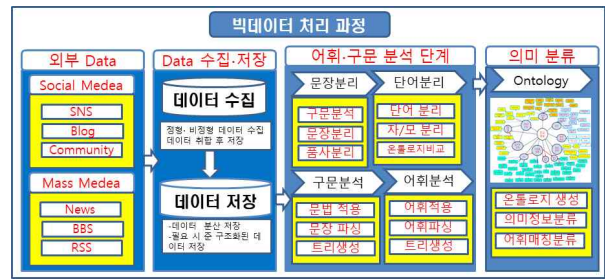 빅데이터 처리 과정
외부 Data
Social Medea
SNS
Blog
Community
Mass Medea
News
BBS
RSS
Data 수집·저장
데이터 수집
정형·비정형 데이터 수집
데이터 취합 후 저장
데이터 저장
-데이터 분산 저장
-필요 시 준 구조화된 데
이터 저장
어휘·구문 분석 단계
문장분리
구문분석
문장분리
품사분리
단어분리
단어 분리
자/모 분리
온톨로지비교
구문분석
문법 적용
문장 파싱
트리생성
어휘분석
어휘적용
어휘파싱
트리생성
의미 분류
Ontology
온톨로지 생성
의미정보분류
어휘매칭분류